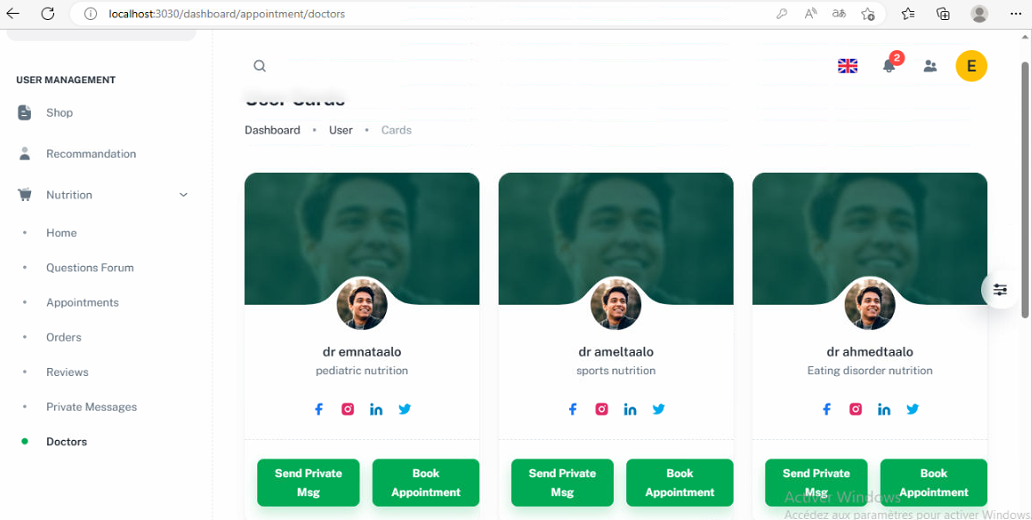 localhost:3030/dashboard/appointment/doctors
2
E
USER MANAGEMENT
User Cards
Shop
Dashboard • User • Cards
Recommandation
Nutrition
Home
Questions Forum
Appointments
Orders
Reviews
Private Messages
Doctors
dr emnataalo
pediatric nutrition
Send Private
Msg
Book
Appointment
dr ameltaalo
sports nutrition
Send Private
Msg
Book
Appointment
dr ahmedtaalo
Eating disorder nutrition
Send Private
Msg
Book
Appointment
Activer Windows
Accédez aux paramètres pour activer Windows